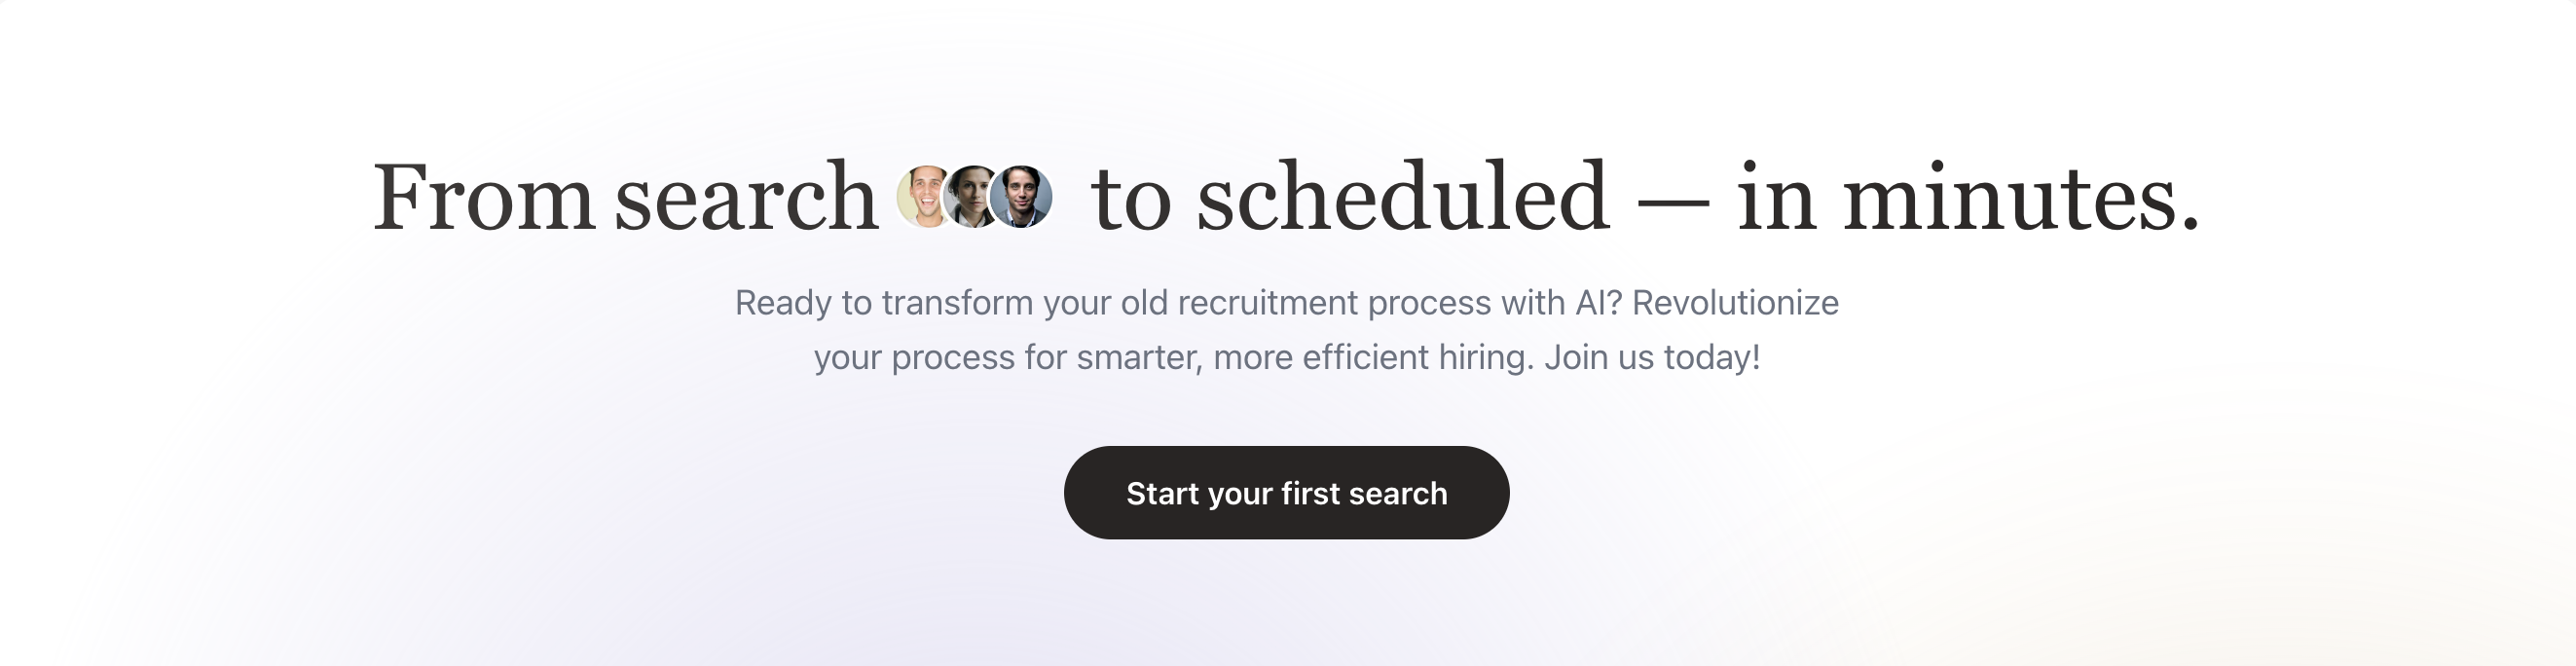 From search to scheduled — in minutes.
Ready to transform your old recruitment process with AI? Revolutionize
your process for smarter, more efficient hiring. Join us today!
Start your first search